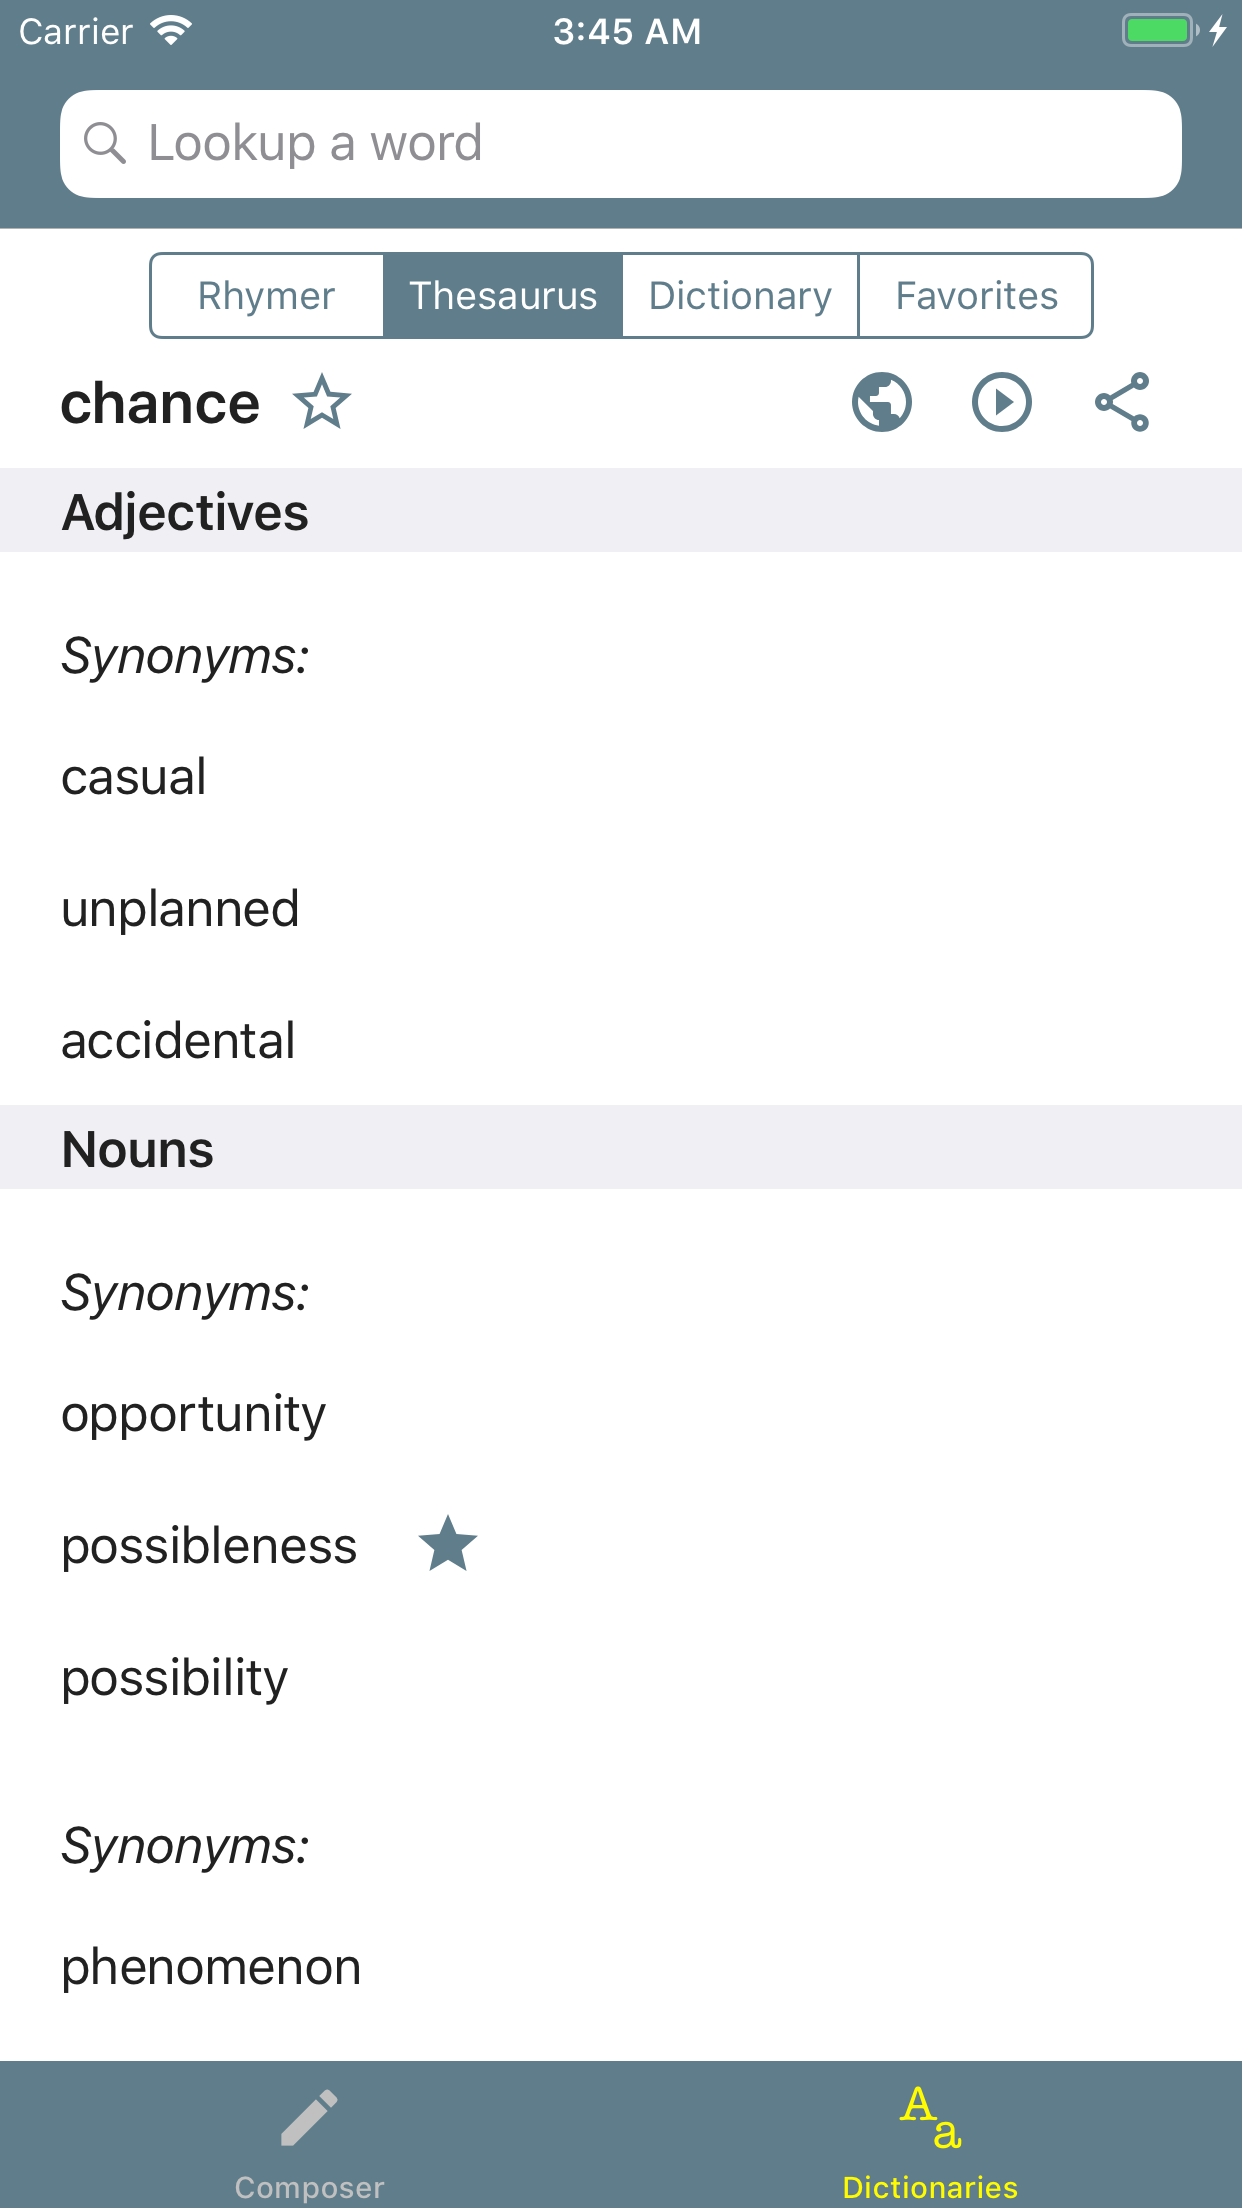 Carrier 3:45 AM
Lookup a word
Rhymer Thesaurus Dictionary Favorites
chance
Adjectives
Synonyms:
casual
unplanned
accidental
Nouns
Synonyms:
opportunity
possibleness
possibility
Synonyms:
phenomenon
Composer Dictionaries